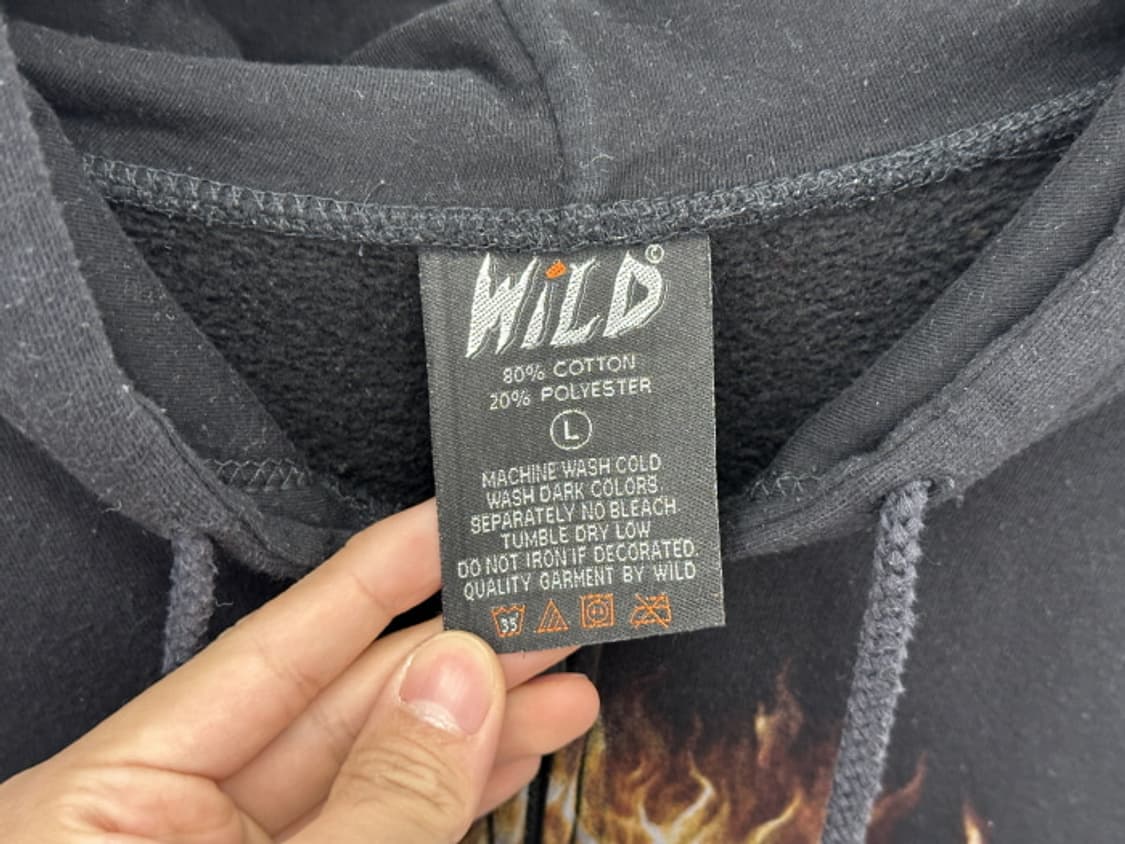 WiLD©
80% COTTON
20% POLYESTER
L
MACHINE WASH COLD
WASH DARK COLORS.
SEPARATELY NO BLEACH
TUMBLE DRY LOW
DO NOT IRON IF DECORATED.
QUALITY GARMENT BY WILD
35°